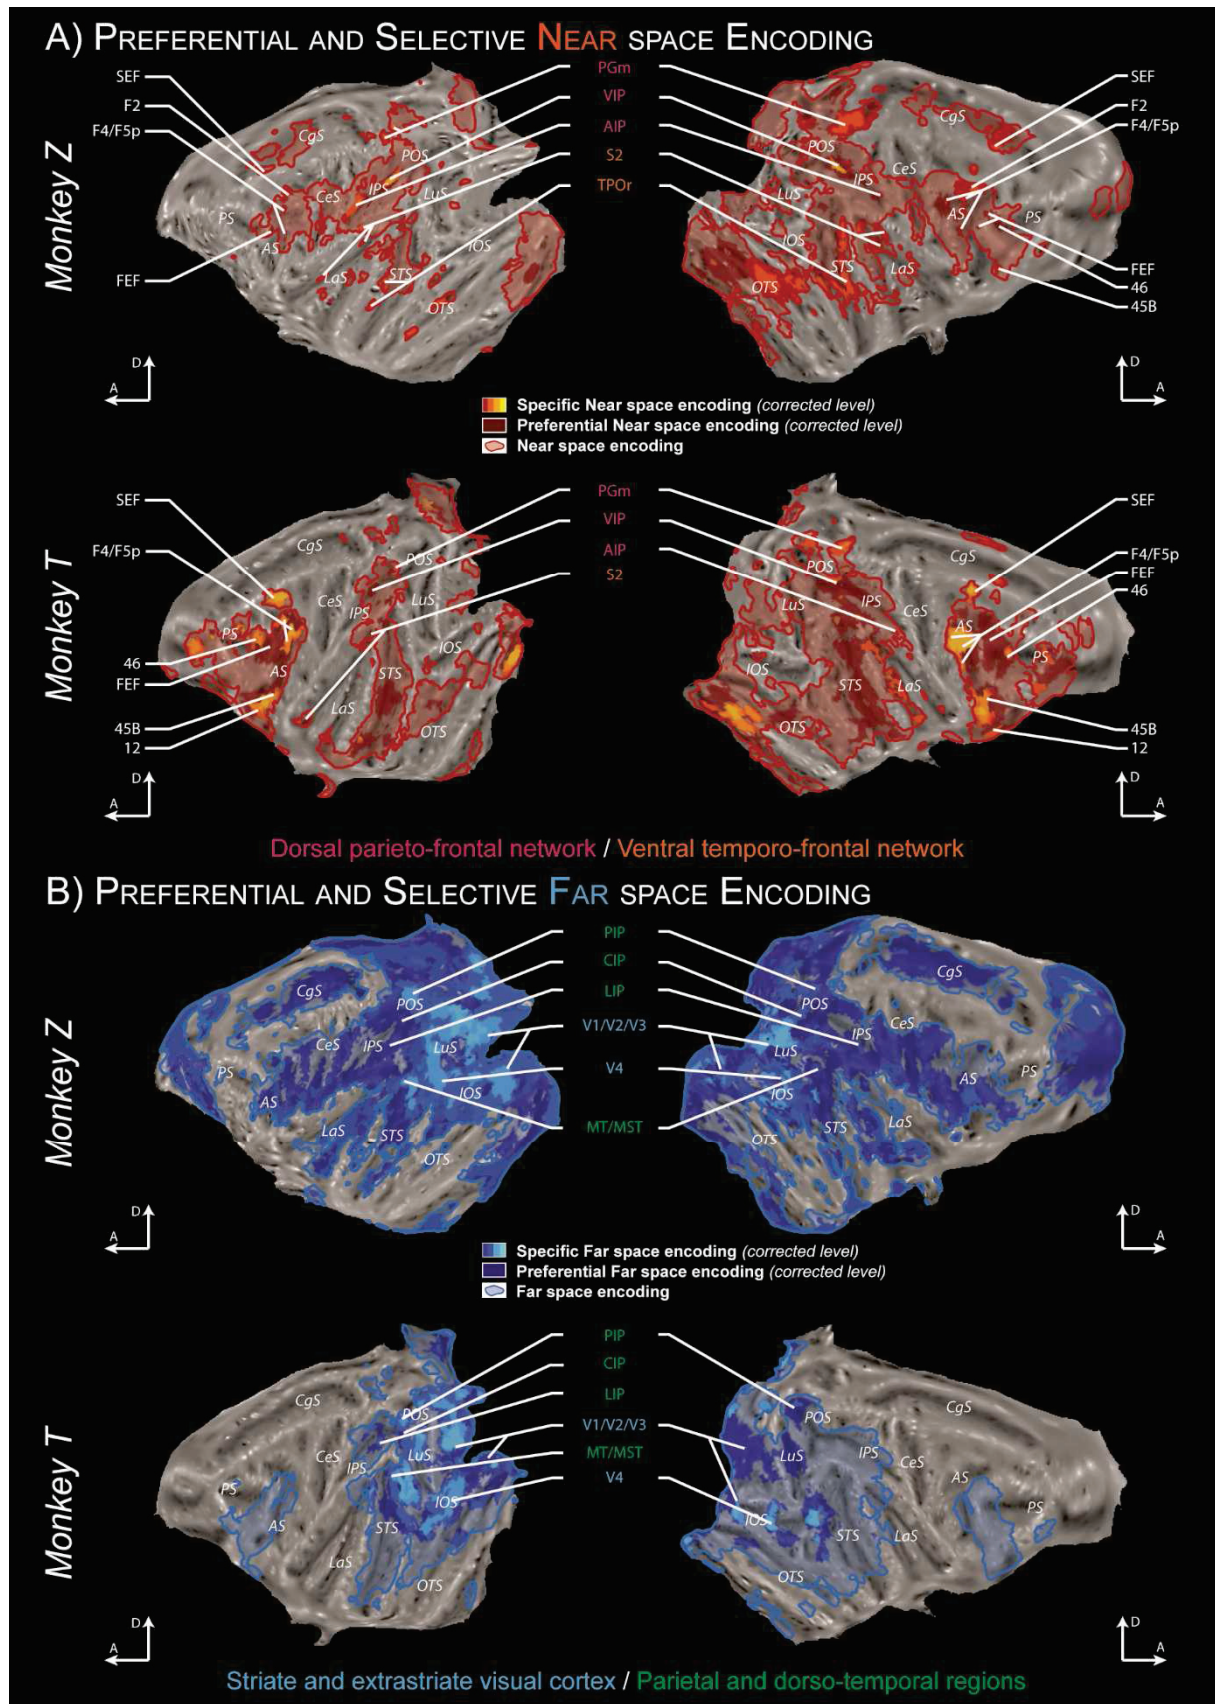 A) PREFERENTIAL AND SELECTIVE NEAR SPACE ENCODING
Monkey Z
SEF
F2
F4/F5p
FEF
CgS
POS
CeS
IPS
LuS
PS
AS
IOS
LaS
STS
OTS
PGm
VIP
AIP
S2
TPOr
CgS
POS
CeS
IPS
LuS
PS
AS
IOS
STS
LaS
OTS
SEF
F2
F4/F5p
FEF
46
45B
D
A
D
A
Specific Near space encoding (corrected level)
Preferential Near space encoding (corrected level)
Near space encoding
Monkey T
SEF
F4/F5p
46
FEF
45B
12
CgS
POS
CeS
IPS
LuS
PS
AS
IOS
STS
LaS
OTS
PGm
VIP
AIP
S2
CgS
POS
LuS
IPS
CeS
AS
PS
IOS
STS
LaS
OTS
SEF
F4/F5p
FEF
46
45B
12
D
A
D
A
Dorsal parieto-frontal network / Ventral temporo-frontal network
B) PREFERENTIAL AND SELECTIVE FAR SPACE ENCODING
Monkey Z
CgS
POS
CeS
IPS
LuS
PS
AS
IOS
LaS
STS
OTS
PIP
CIP
LIP
V1/V2/V3
V4
MT/MST
CgS
POS
CeS
IPS
LuS
PS
AS
IOS
STS
LaS
OTS
D
A
D
A
Specific Far space encoding (corrected level)
Preferential Far space encoding (corrected level)
Far space encoding
Monkey T
CgS
POS
CeS
IPS
LuS
PS
AS
IOS
STS
LaS
OTS
PIP
CIP
LIP
V1/V2/V3
MT/MST
V4
CgS
POS
LuS
IPS
CeS
AS
PS
IOS
STS
LaS
OTS
D
A
D
A
Striate and extrastriate visual cortex / Parietal and dorso-temporal regions